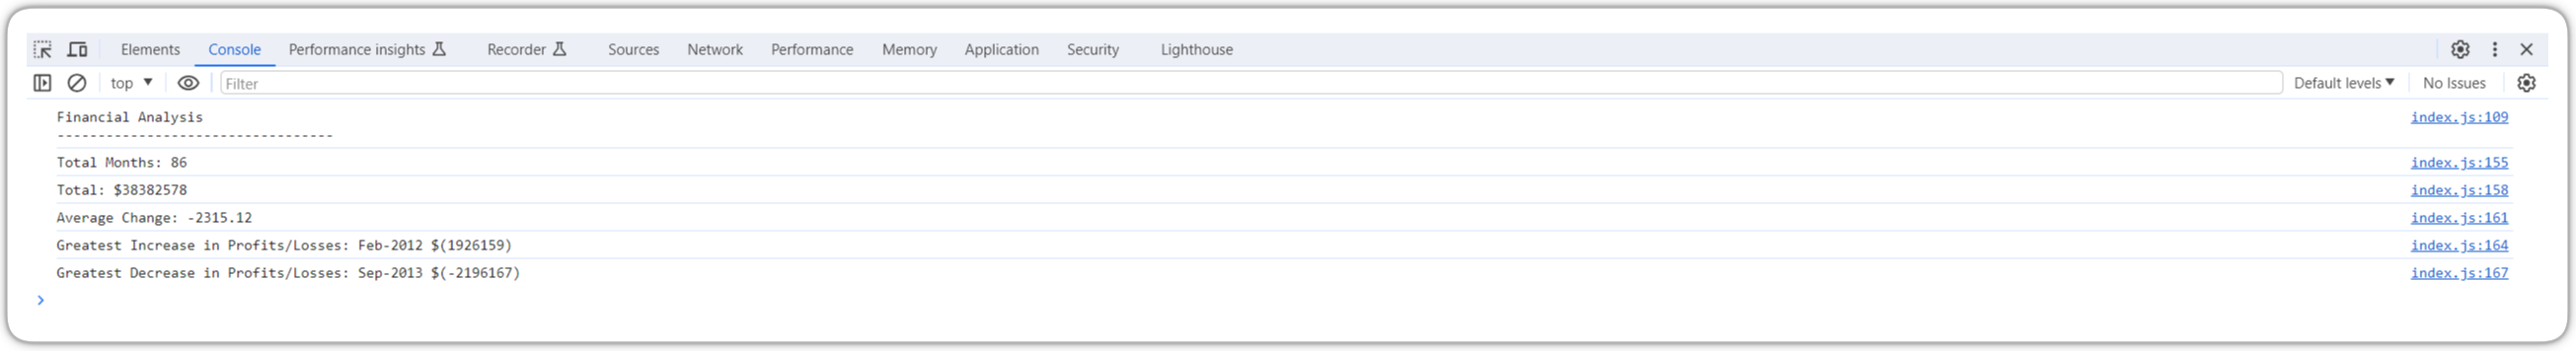 Elements Console Performance insights Recorder Sources Network Performance Memory Application Security Lighthouse
top Filter Default levels No Issues
Financial Analysis index.js:109
----------------------------------
Total Months: 86 index.js:155
Total: $38382578 index.js:158
Average Change: -2315.12 index.js:161
Greatest Increase in Profits/Losses: Feb-2012 $(1926159) index.js:164
Greatest Decrease in Profits/Losses: Sep-2013 $(-2196167) index.js:167